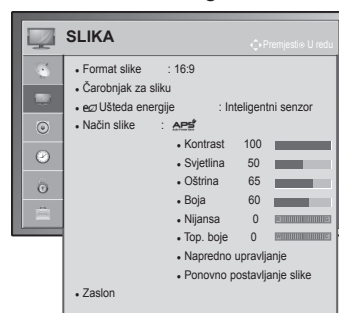 SLIKA
Premjesti U redu
• Format slike : 16:9
• Čarobnjak za sliku
• Ušteda energije : Inteligentni senzor
• Način slike : APS
• Kontrast 100
• Svjetlina 50
• Oštrina 65
• Boja 60
• Nijansa 0
• Top. boje 0
• Napredno upravljanje
• Ponovno postavljanje slike
• Zaslon